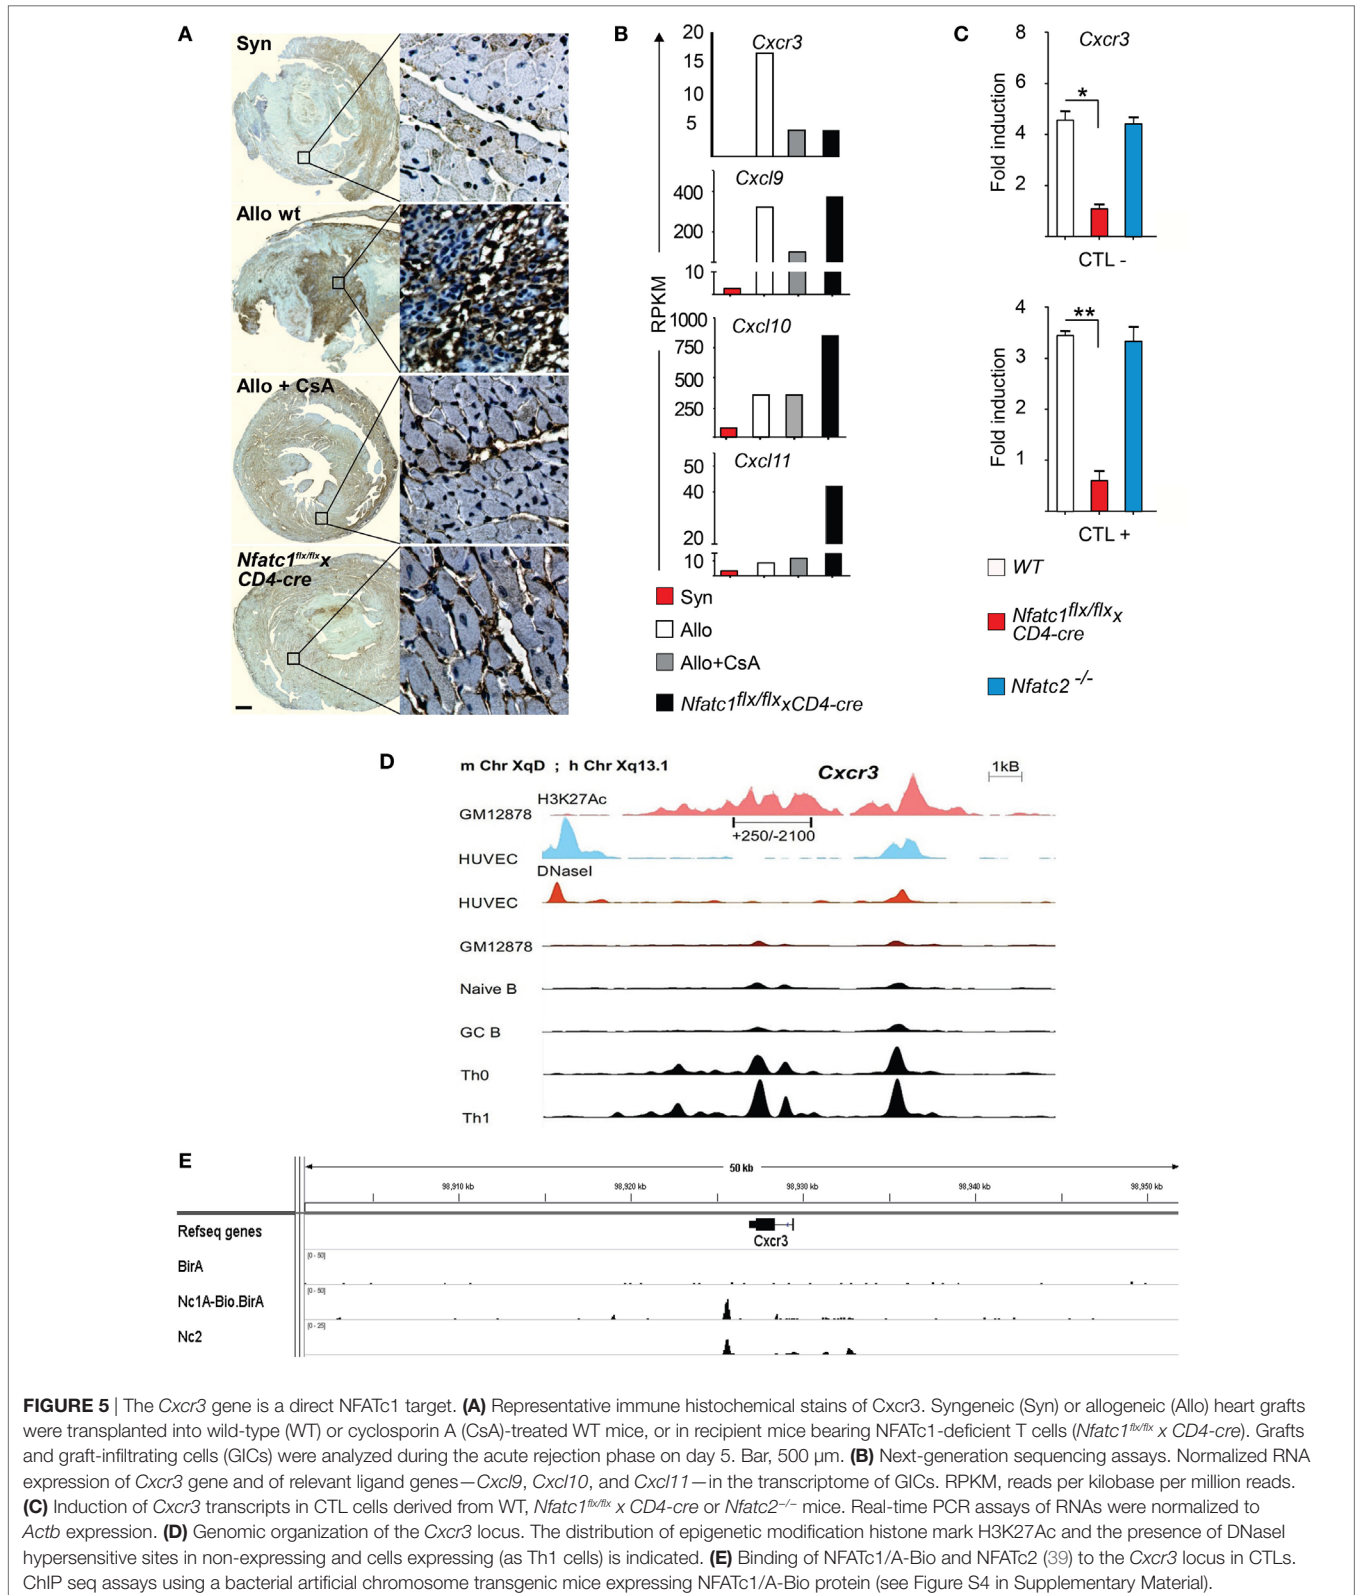 A
Syn
Allo wt
Allo + CsA
Nfatc1flx/flx x
CD4-cre
B
RPKM
Cxcr3
20
15
10
5
Cxcl9
400
200
10
Cxcl10
1000
750
500
250
Cxcl11
50
40
20
10
Syn
Allo
Allo+CsA
Nfatc1flx/flxxCD4-cre
C
Cxcr3
Fold induction
8
6
4
2
*
CTL -
Fold induction
4
3
2
1
**
CTL +
WT
Nfatc1flx/flxx
CD4-cre
Nfatc2 -/-
D
m Chr XqD ; h Chr Xq13.1
Cxcr3
1kB
H3K27Ac
GM12878
+250/-2100
HUVEC
DNaseI
HUVEC
GM12878
Naive B
GC B
Th0
Th1
E
50 kb
98,910 kb 98,920 kb 98,930 kb 98,940 kb 98,950 kb
Refseq genes
Cxcr3
[0 - 50]
BirA
[0 - 50]
Nc1A-Bio.BirA
[0 - 25]
Nc2
FIGURE 5 | The Cxcr3 gene is a direct NFATc1 target. (A) Representative immune histochemical stains of Cxcr3. Syngeneic (Syn) or allogeneic (Allo) heart grafts
were transplanted into wild-type (WT) or cyclosporin A (CsA)-treated WT mice, or in recipient mice bearing NFATc1-deficient T cells (Nfatc1flx/flx x CD4-cre). Grafts
and graft-infiltrating cells (GICs) were analyzed during the acute rejection phase on day 5. Bar, 500 µm. (B) Next-generation sequencing assays. Normalized RNA
expression of Cxcr3 gene and of relevant ligand genes—Cxcl9, Cxcl10, and Cxcl11—in the transcriptome of GICs. RPKM, reads per kilobase per million reads.
(C) Induction of Cxcr3 transcripts in CTL cells derived from WT, Nfatc1flx/flx x CD4-cre or Nfatc2−/− mice. Real-time PCR assays of RNAs were normalized to
Actb expression. (D) Genomic organization of the Cxcr3 locus. The distribution of epigenetic modification histone mark H3K27Ac and the presence of DNaseI
hypersensitive sites in non-expressing and cells expressing (as Th1 cells) is indicated. (E) Binding of NFATc1/A-Bio and NFATc2 (39) to the Cxcr3 locus in CTLs.
ChIP seq assays using a bacterial artificial chromosome transgenic mice expressing NFATc1/A-Bio protein (see Figure S4 in Supplementary Material).